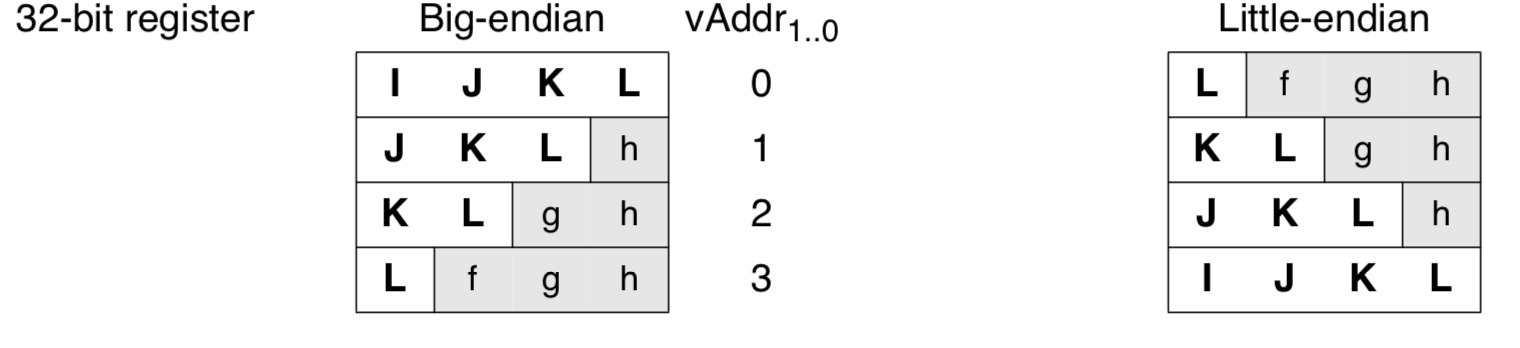 32-bit register Big-endian vAddr1..0 Little-endian
I J K L 0 L f g h
J K L h 1 K L g h
K L g h 2 J K L h
L f g h 3 I J K L